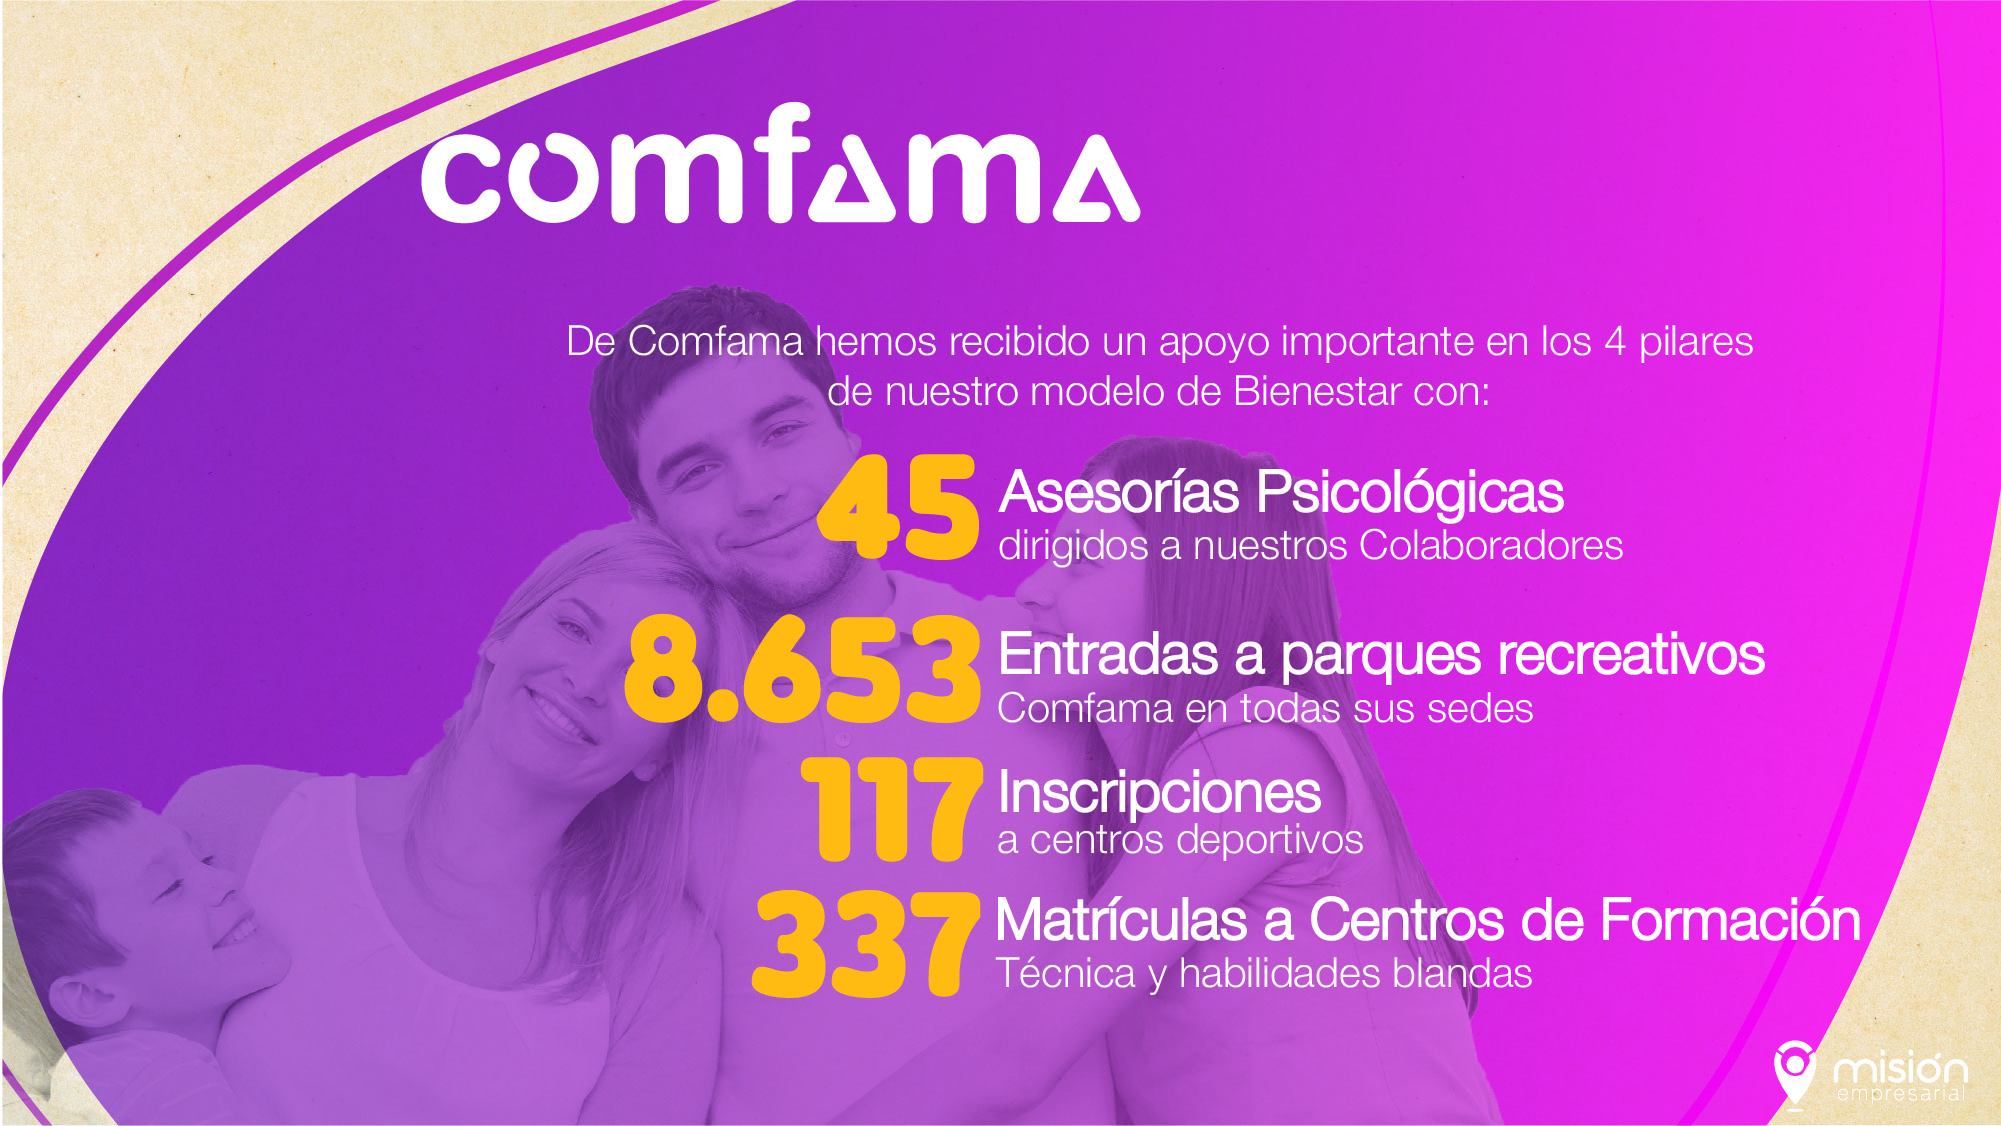 comfama
De Comfama hemos recibido un apoyo importante en los 4 pilares
de nuestro modelo de Bienestar con:
45 Asesorías Psicológicas
dirigidos a nuestros Colaboradores
8.653 Entradas a parques recreativos
Comfama en todas sus sedes
117 Inscripciones
a centros deportivos
337 Matrículas a Centros de Formación
Técnica y habilidades blandas
misión
empresarial